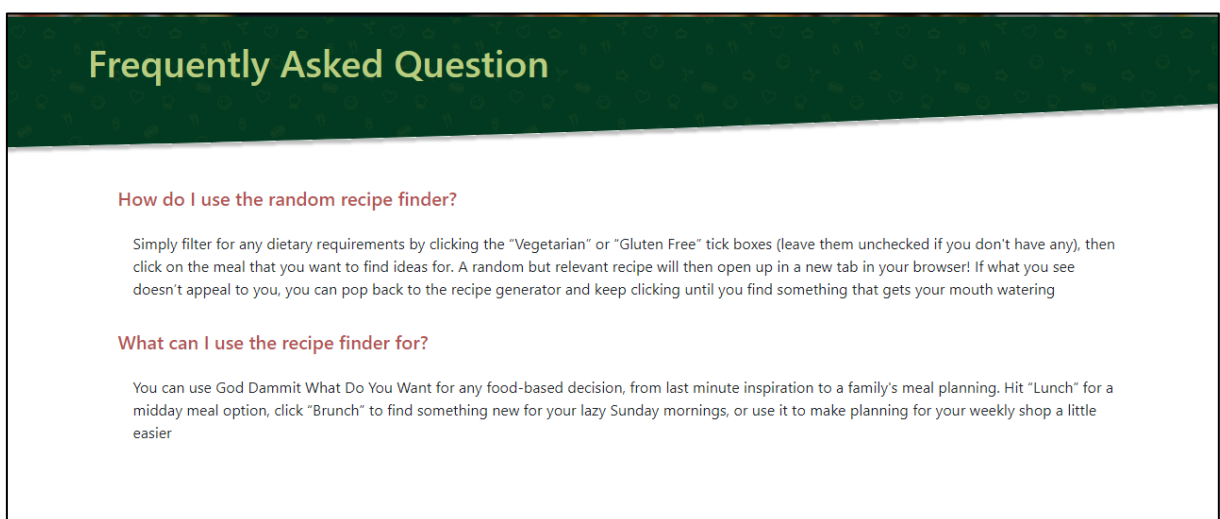 Frequently Asked Question
How do I use the random recipe finder?
Simply filter for any dietary requirements by clicking the “Vegetarian” or “Gluten Free” tick boxes (leave them unchecked if you don't have any), then
click on the meal that you want to find ideas for. A random but relevant recipe will then open up in a new tab in your browser! If what you see
doesn’t appeal to you, you can pop back to the recipe generator and keep clicking until you find something that gets your mouth watering
What can I use the recipe finder for?
You can use God Dammit What Do You Want for any food-based decision, from last minute inspiration to a family's meal planning. Hit “Lunch” for a
midday meal option, click “Brunch” to find something new for your lazy Sunday mornings, or use it to make planning for your weekly shop a little
easier